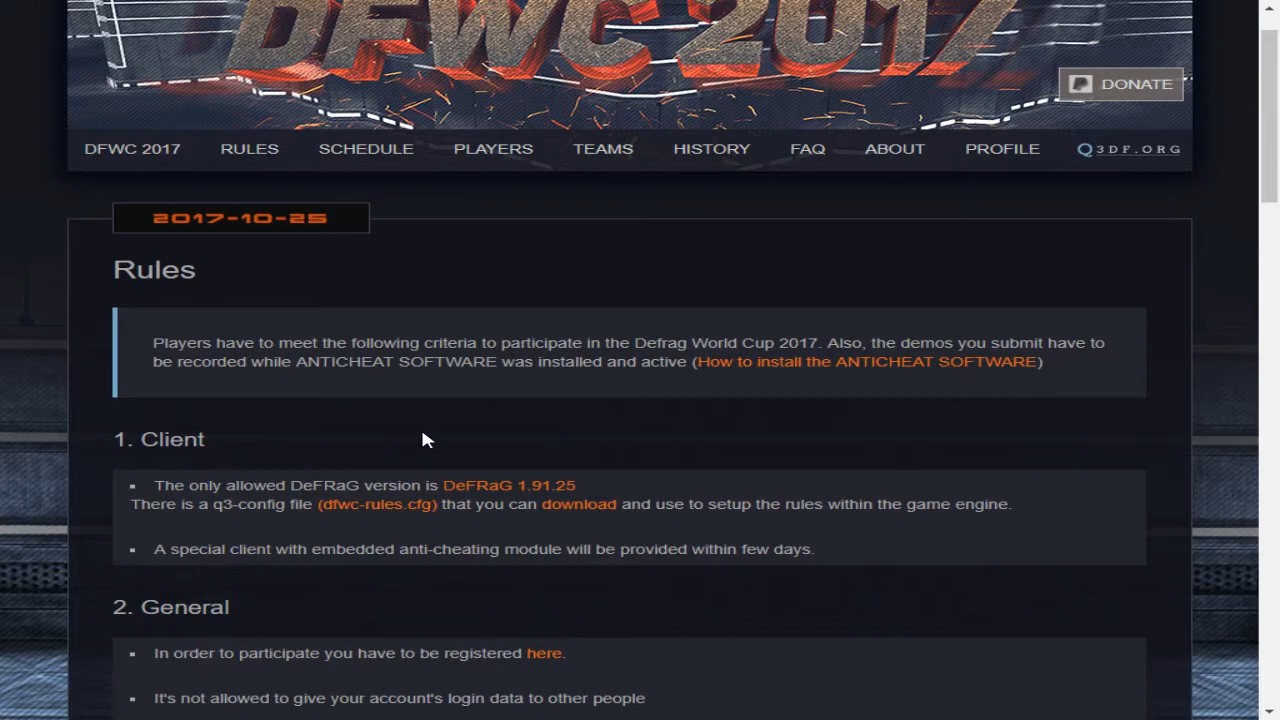 DFWC 2017
DONATE
DFWC 2017 RULES SCHEDULE PLAYERS TEAMS HISTORY FAQ ABOUT PROFILE Q3DF.ORG
2017-10-25
Rules
Players have to meet the following criteria to participate in the Defrag World Cup 2017. Also, the demos you submit have to
be recorded while ANTICHEAT SOFTWARE was installed and active (How to install the ANTICHEAT SOFTWARE)
1. Client
▪ The only allowed DeFRaG version is DeFRaG 1.91.25
There is a q3-config file (dfwc-rules.cfg) that you can download and use to setup the rules within the game engine.
▪ A special client with embedded anti-cheating module will be provided within few days.
2. General
▪ In order to participate you have to be registered here.
▪ It's not allowed to give your account's login data to other people